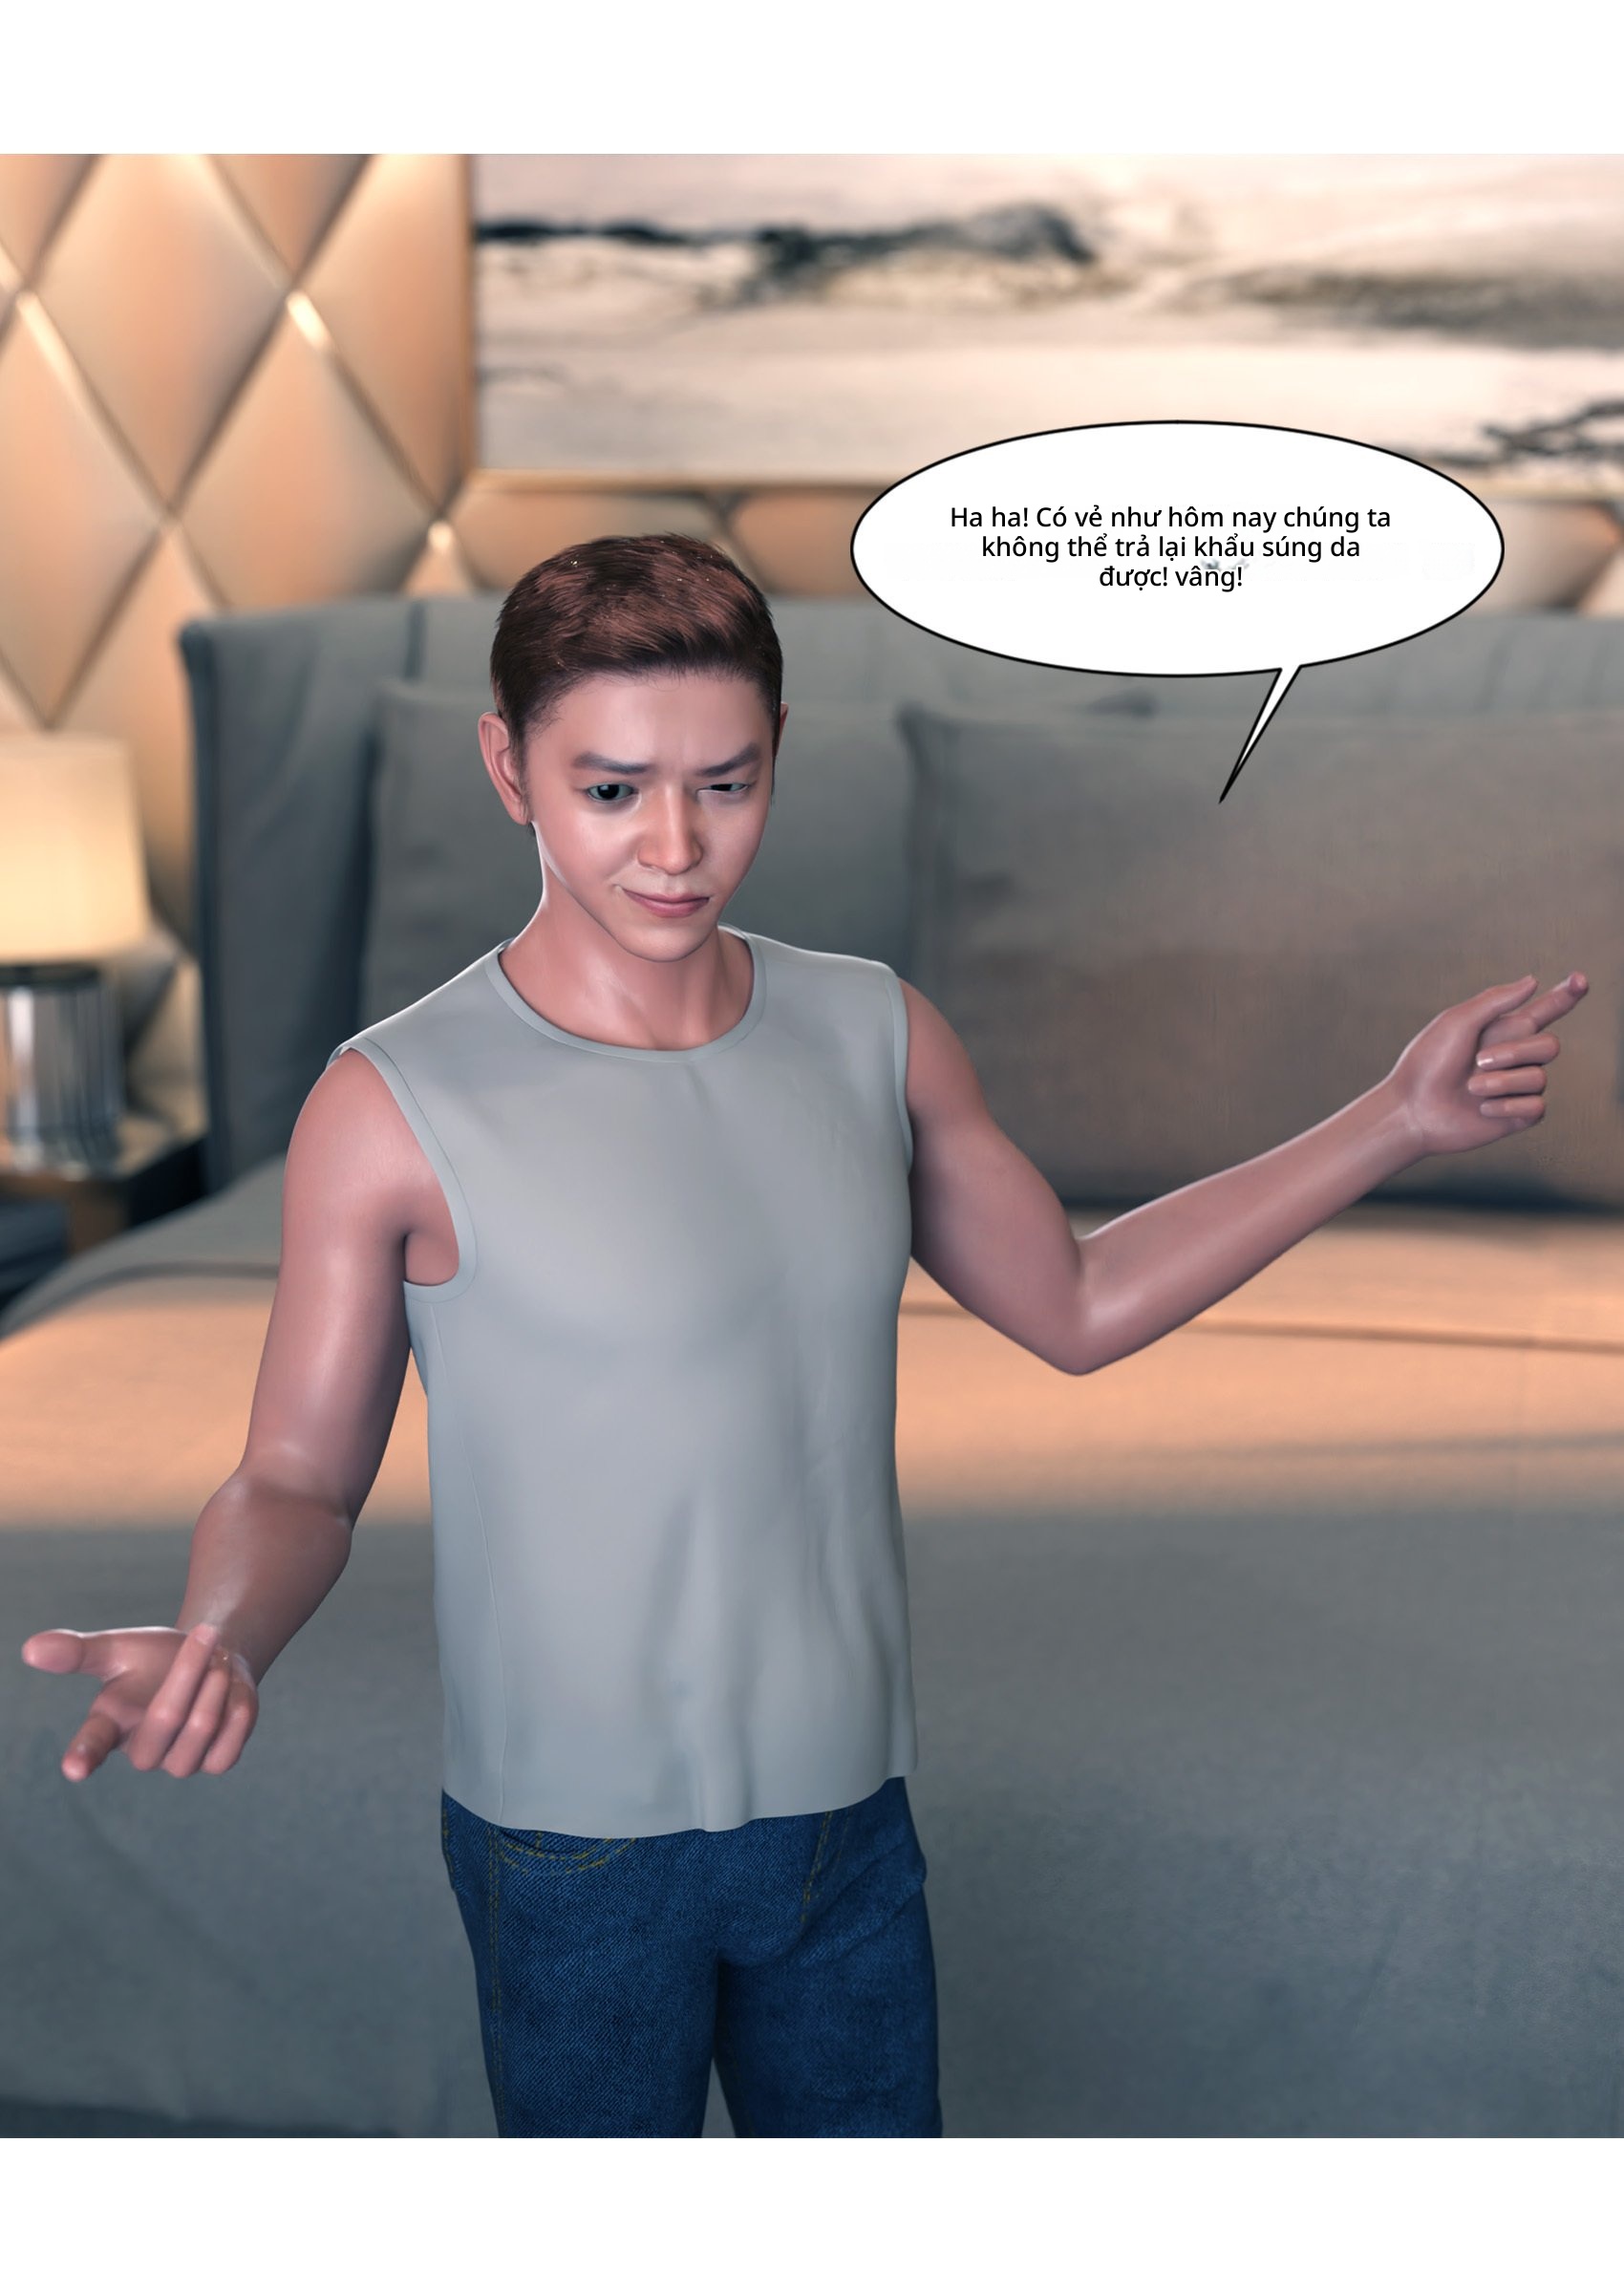 Ha ha! Có vẻ như hôm nay chúng ta
không thể trả lại khẩu súng da
được! vâng!